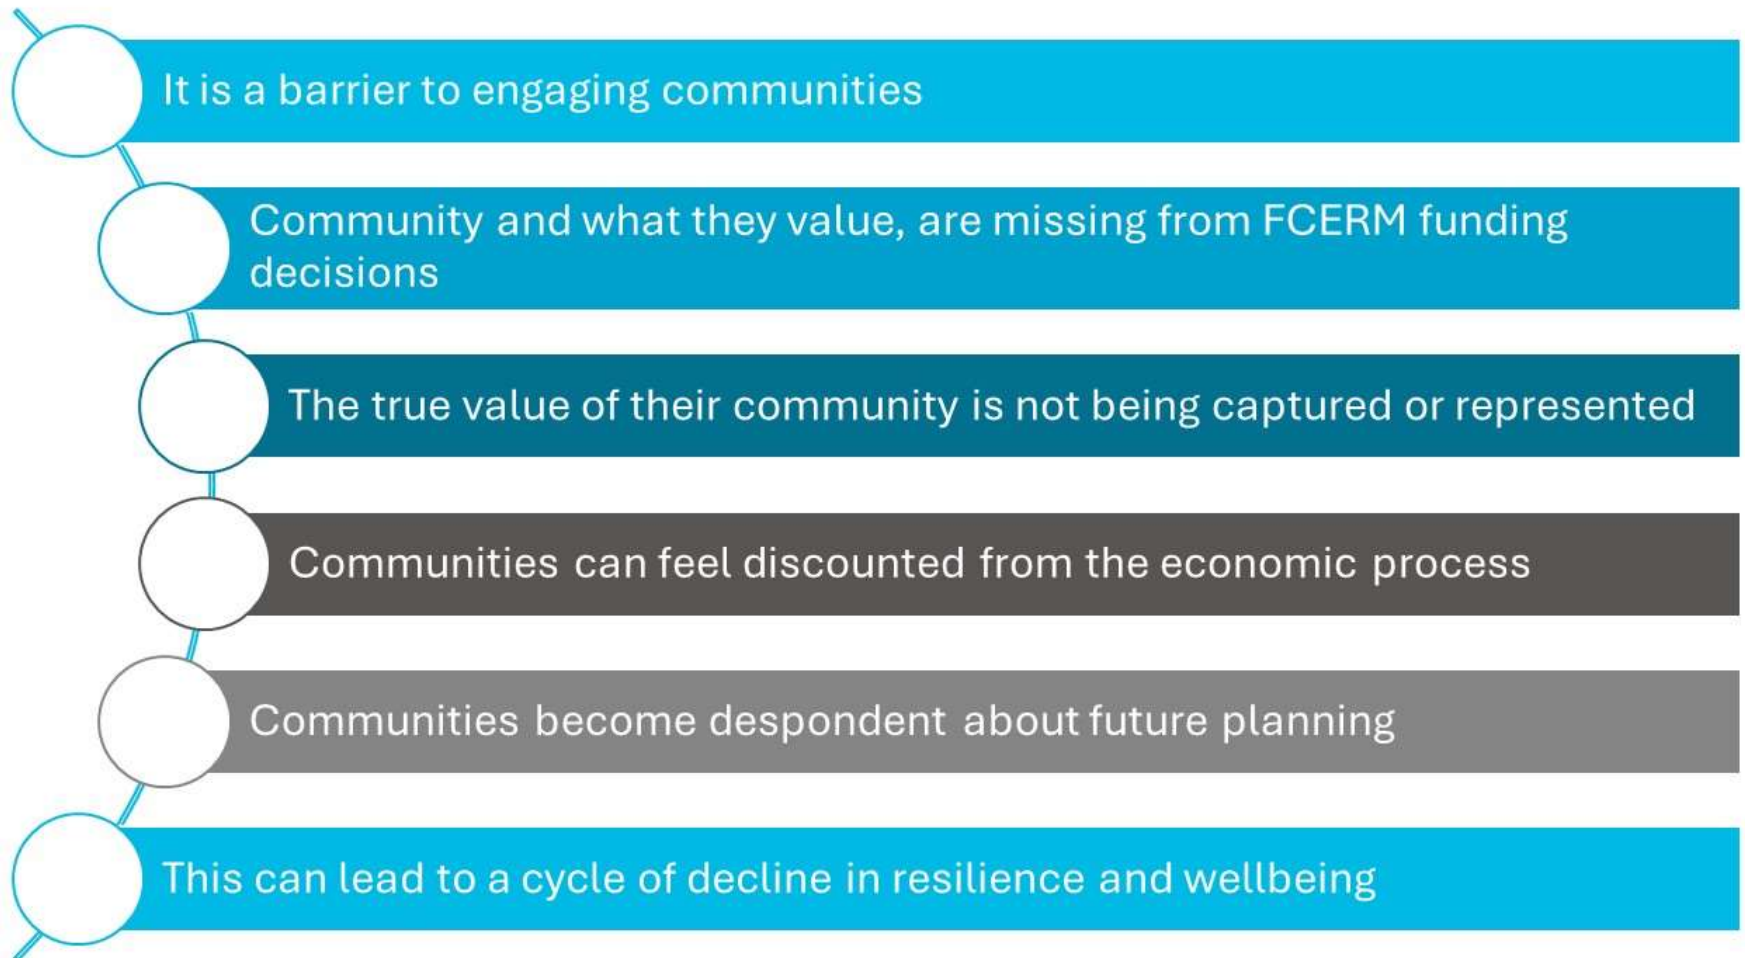 It is a barrier to engaging communities
Community and what they value, are missing from FCERM funding
decisions
The true value of their community is not being captured or represented
Communities can feel discounted from the economic process
Communities become despondent about future planning
This can lead to a cycle of decline in resilience and wellbeing